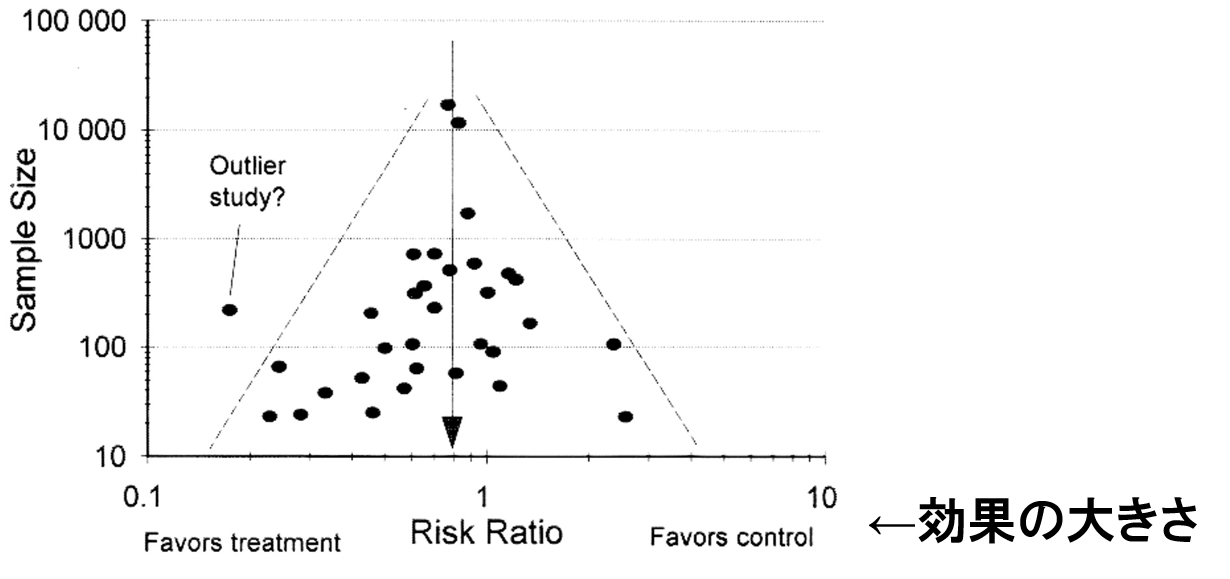 100 000
10 000
1000
100
10
Sample Size
Outlier
study?
0.1
1
10
Favors treatment
Risk Ratio
Favors control
←効果の大きさ